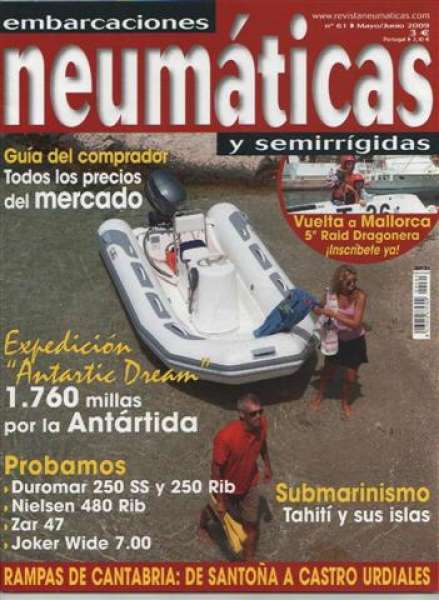 embarcaciones
www.revistaneumaticas.com
nº 61 Mayo/Junio 2009
3 €
neumáticas
y semirrígidas
Guía del comprador
Todos los precios
del mercado
Vuelta a Mallorca
5º Raid Dragonera
¡Inscríbete ya!
Expedición
"Antartic Dream"
1.760 millas
por la Antártida
Probamos
Duromar 250 SS y 250 Rib
Nielsen 480 Rib
Zar 47
Joker Wide 7.00
Submarinismo
Tahití y sus islas
RAMPAS DE CANTABRIA: DE SANTOÑA A CASTRO URDIALES